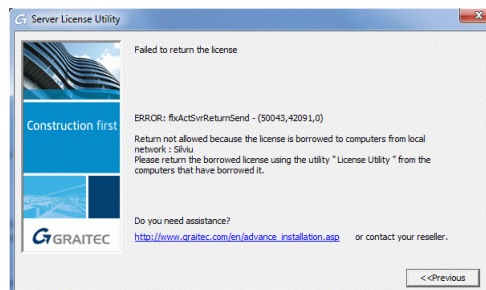 Server License Utility
Failed to return the license
ERROR: flxActSvrReturnSend - (50043,42091,0)
Construction first
Return not allowed because the license is borrowed to computers from local
network : Silviu
Please return the borrowed license using the utility " License Utility " from the
computers that have borrowed it.
Do you need assistance?
GRAITEC
http://www.graitec.com/en/advance_installation.asp or contact your reseller.
<<Previous